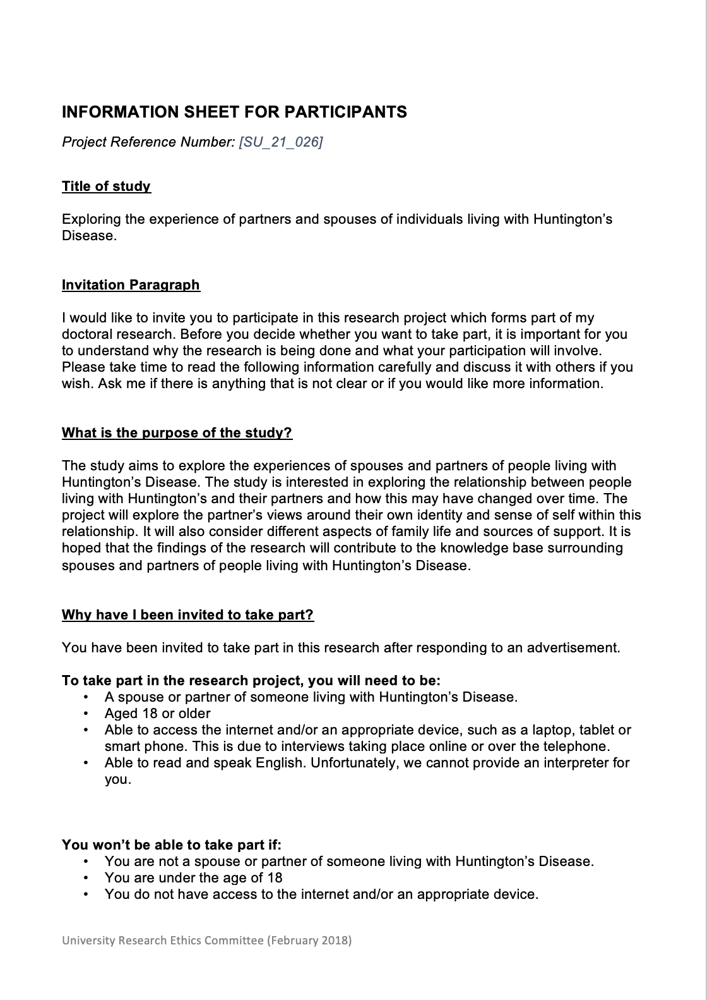 INFORMATION SHEET FOR PARTICIPANTS
Project Reference Number: [SU_21_026]
Title of study
Exploring the experience of partners and spouses of individuals living with Huntington’s
Disease.
Invitation Paragraph
I would like to invite you to participate in this research project which forms part of my
doctoral research. Before you decide whether you want to take part, it is important for you
to understand why the research is being done and what your participation will involve.
Please take time to read the following information carefully and discuss it with others if you
wish. Ask me if there is anything that is not clear or if you would like more information.
What is the purpose of the study?
The study aims to explore the experiences of spouses and partners of people living with
Huntington’s Disease. The study is interested in exploring the relationship between people
living with Huntington’s and their partners and how this may have changed over time. The
project will explore the partner’s views around their own identity and sense of self within this
relationship. It will also consider different aspects of family life and sources of support. It is
hoped that the findings of the research will contribute to the knowledge base surrounding
spouses and partners of people living with Huntington’s Disease.
Why have I been invited to take part?
You have been invited to take part in this research after responding to an advertisement.
To take part in the research project, you will need to be:
• A spouse or partner of someone living with Huntington’s Disease.
• Aged 18 or older
• Able to access the internet and/or an appropriate device, such as a laptop, tablet or
smart phone. This is due to interviews taking place online or over the telephone.
• Able to read and speak English. Unfortunately, we cannot provide an interpreter for
you.
You won’t be able to take part if:
• You are not a spouse or partner of someone living with Huntington’s Disease.
• You are under the age of 18
• You do not have access to the internet and/or an appropriate device.
University Research Ethics Committee (February 2018)